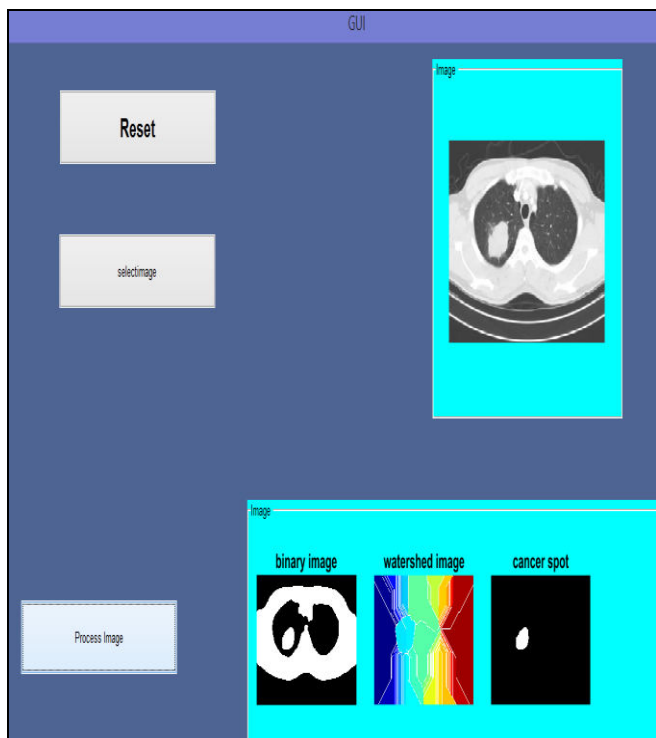 GUI
Image
Reset
selectimage
Image
binary image watershed image cancer spot
Process Image